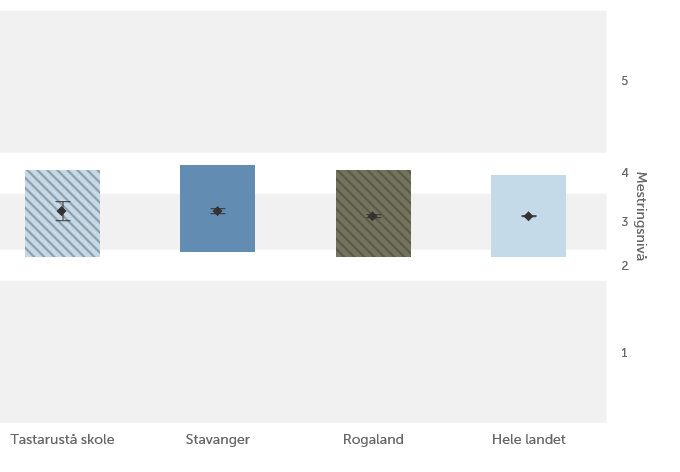 5
4
3
2
1
Mestringsnivå
Tastarustå skole
Stavanger
Rogaland
Hele landet